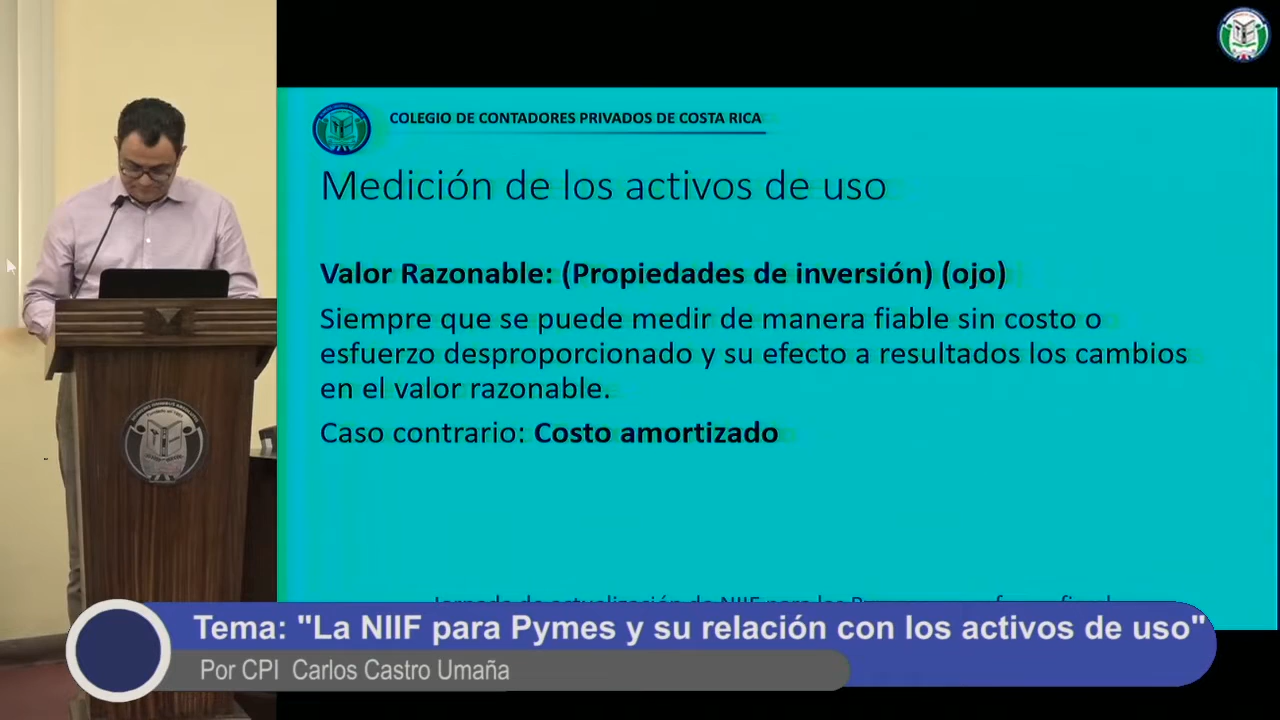 COLEGIO DE CONTADORES PRIVADOS DE COSTA RICA
Medición de los activos de uso
Valor Razonable: (Propiedades de inversión) (ojo)
Siempre que se puede medir de manera fiable sin costo o
esfuerzo desproporcionado y su efecto a resultados los cambios
en el valor razonable.
Caso contrario: Costo amortizado
Tema: "La NIIF para Pymes y su relación con los activos de uso"
Por CPI Carlos Castro Umaña